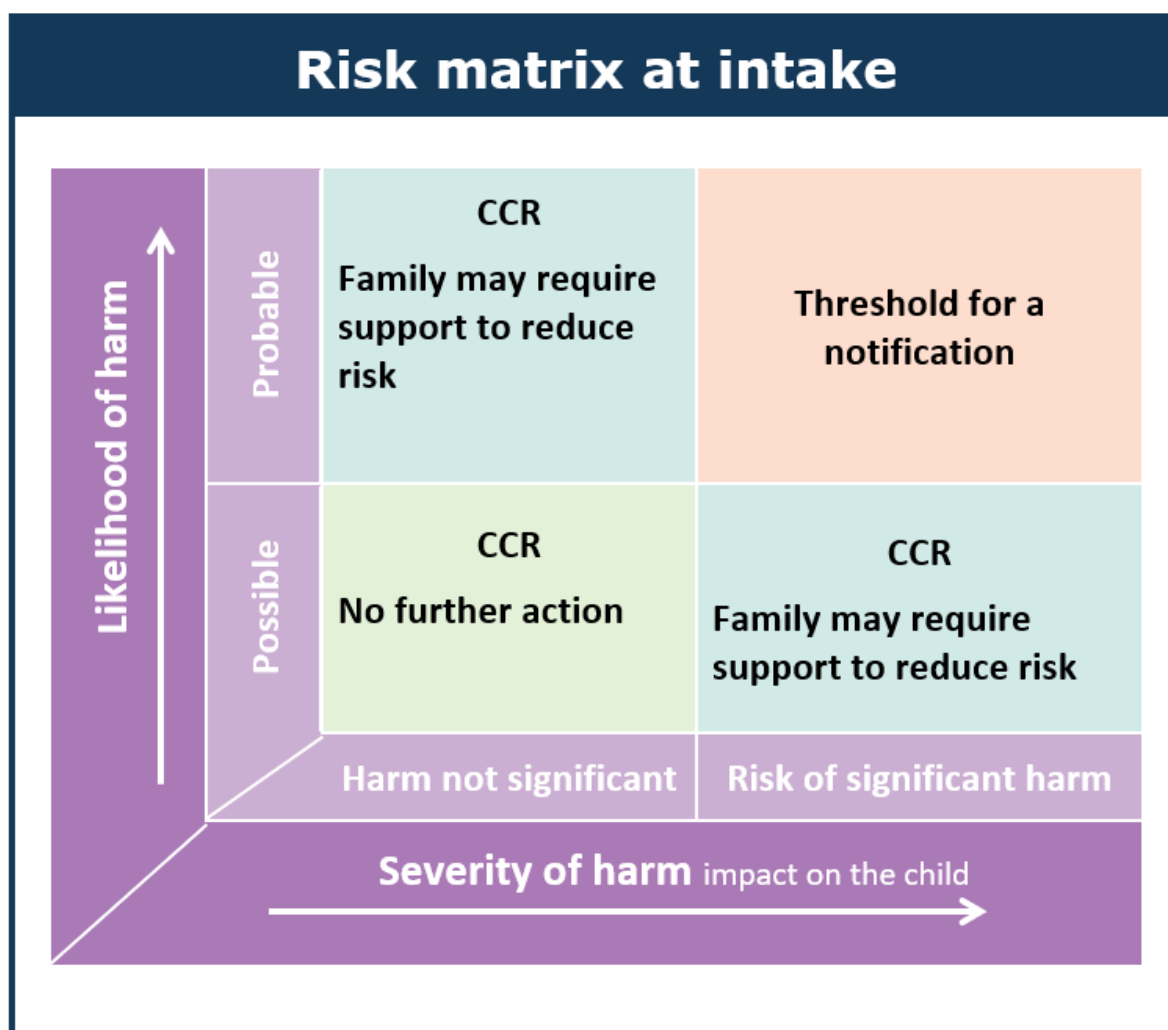 Risk matrix at intake
Likelihood of harm
Probable
CCR
Family may require
support to reduce
risk
Threshold for a
notification
Possible
CCR
No further action
CCR
Family may require
support to reduce risk
Harm not significant
Risk of significant harm
Severity of harm impact on the child